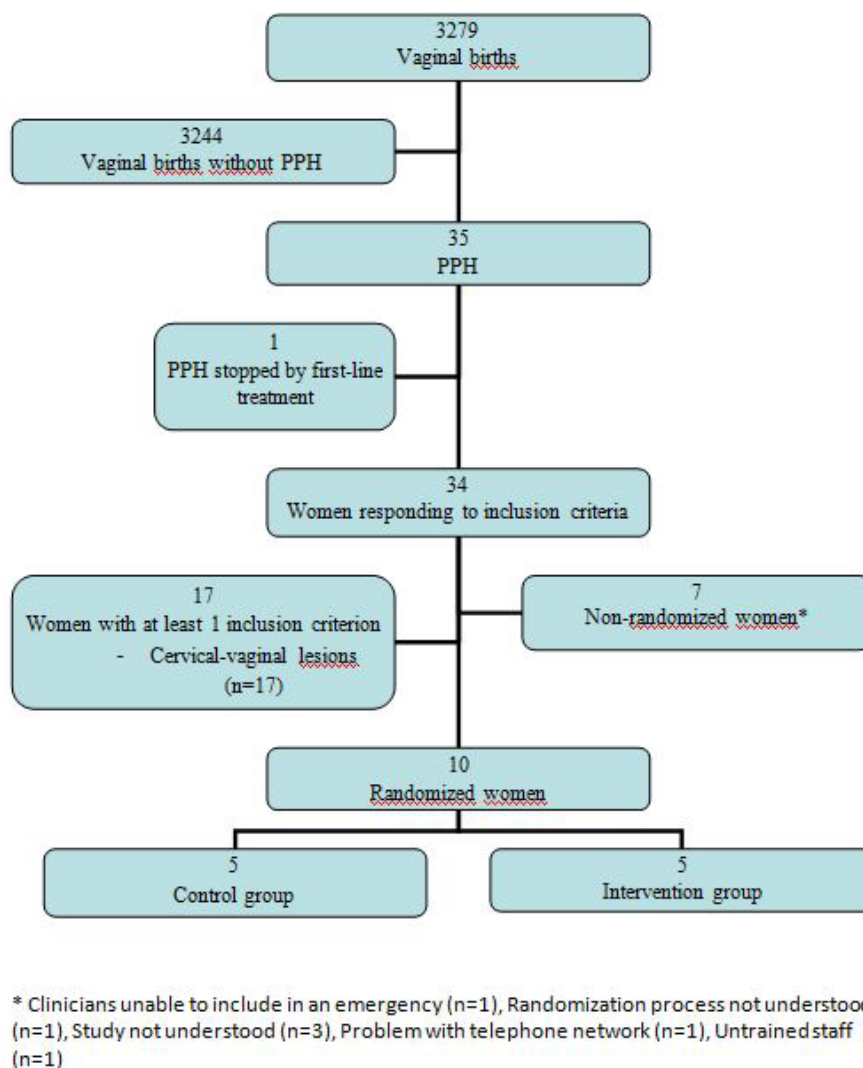 3279
Vaginal births
3244
Vaginal births without PPH
35
PPH
1
PPH stopped by first-line
treatment
34
Women responding to inclusion criteria
17
Women with at least 1 inclusion criterion
- Cervical-vaginal lesions
(n=17)
7
Non-randomized women*
10
Randomized women
5
Control group
5
Intervention group
* Clinicians unable to include in an emergency (n=1), Randomization process not understood
(n=1), Study not understood (n=3), Problem with telephone network (n=1), Untrained staff
(n=1)